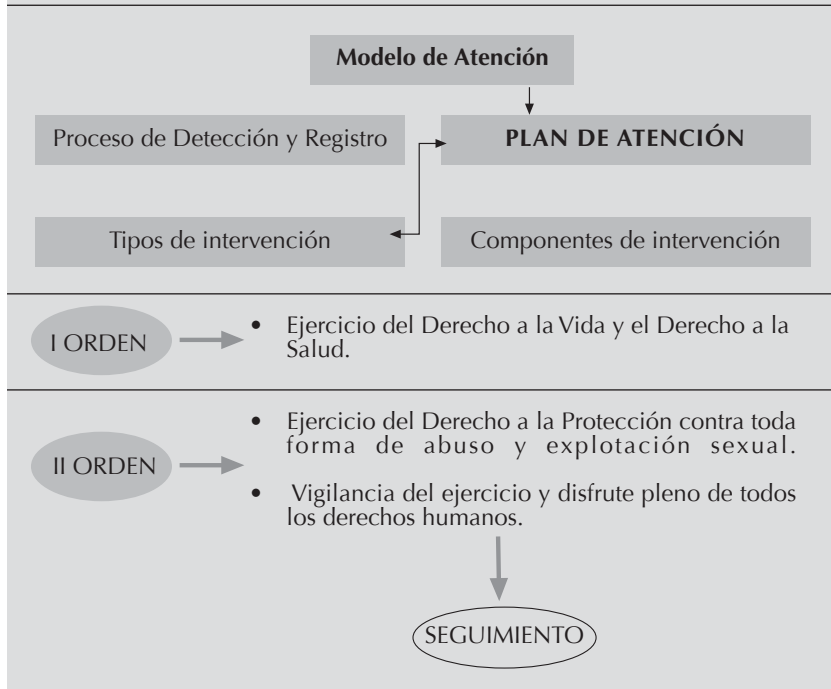 Modelo de Atención
Proceso de Detección y Registro
PLAN DE ATENCIÓN
Tipos de intervención
Componentes de intervención
I ORDEN
• Ejercicio del Derecho a la Vida y el Derecho a la
Salud.
II ORDEN
• Ejercicio del Derecho a la Protección contra toda
forma de abuso y explotación sexual.
• Vigilancia del ejercicio y disfrute pleno de todos
los derechos humanos.
SEGUIMIENTO